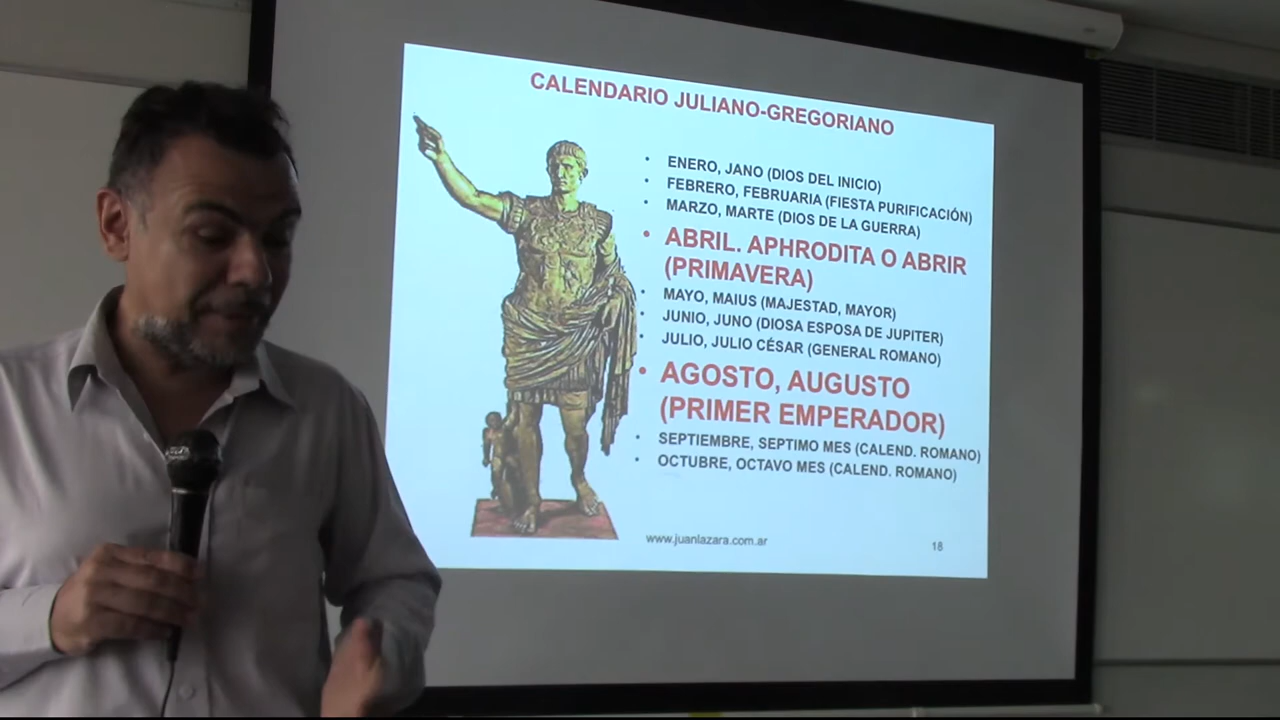 CALENDARIO JULIANO-GREGORIANO
• ENERO, JANO (DIOS DEL INICIO)
• FEBRERO, FEBRUARIA (FIESTA PURIFICACIÓN)
• MARZO, MARTE (DIOS DE LA GUERRA)
• ABRIL. APHRODITA O ABRIR
(PRIMAVERA)
• MAYO, MAIUS (MAJESTAD, MAYOR)
• JUNIO, JUNO (DIOSA ESPOSA DE JUPITER)
• JULIO, JULIO CÉSAR (GENERAL ROMANO)
• AGOSTO, AUGUSTO
(PRIMER EMPERADOR)
• SEPTIEMBRE, SEPTIMO MES (CALEND. ROMANO)
• OCTUBRE, OCTAVO MES (CALEND. ROMANO)
www.juanlazara.com.ar
18